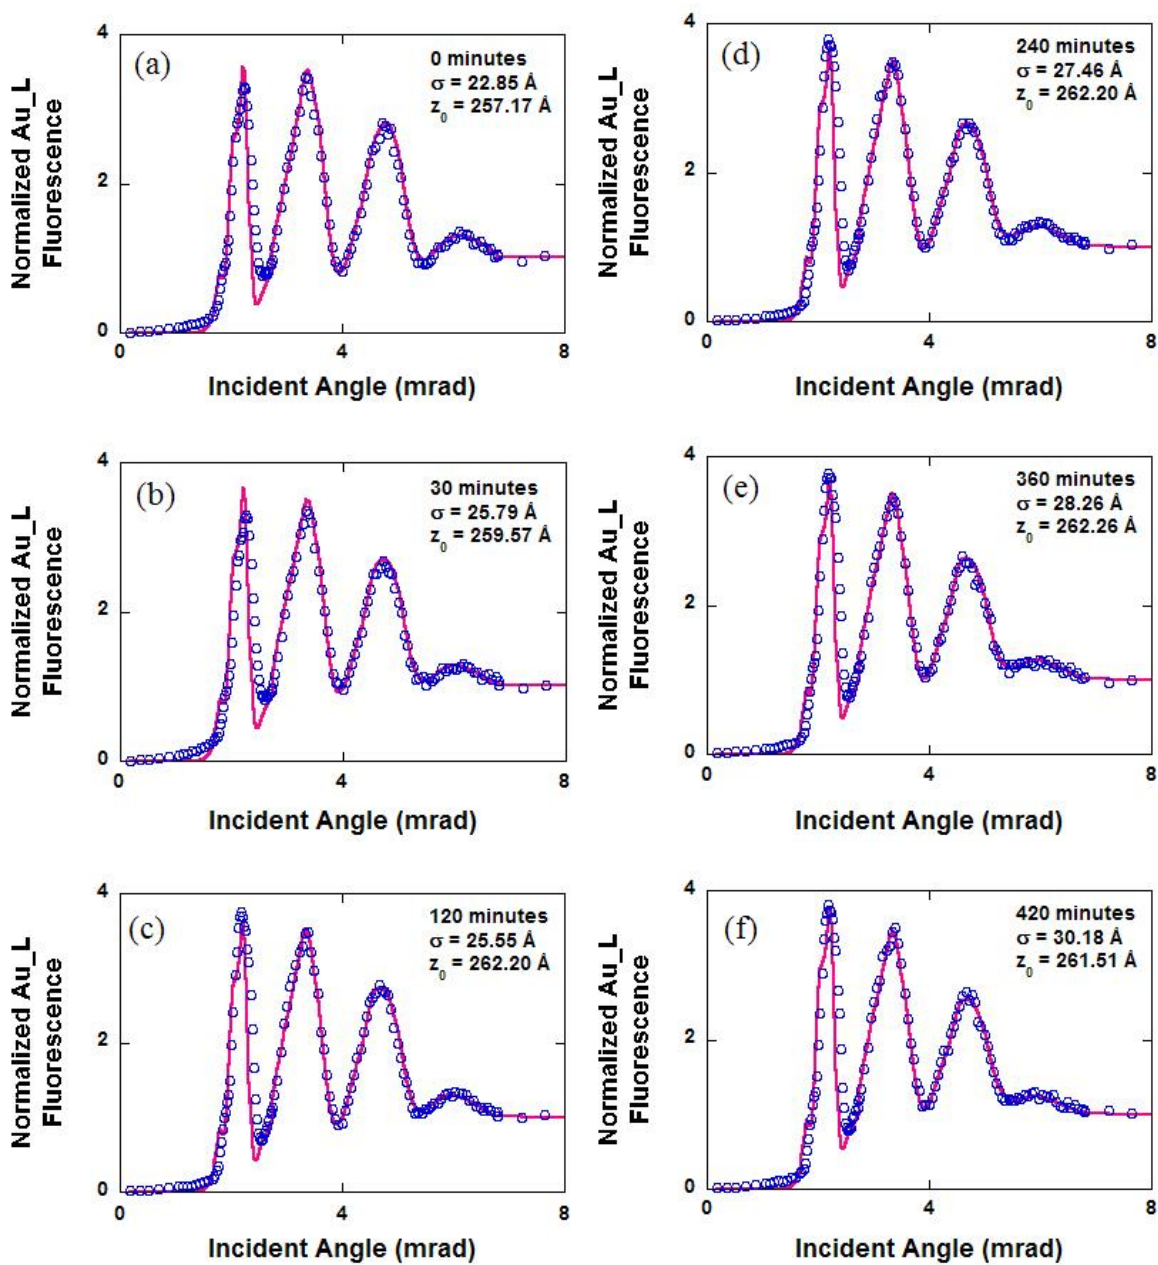 (a)
0 minutes
σ = 22.85 Å
z₀ = 257.17 Å
Normalized Au_L
Fluorescence
4
2
0
0 4 8
Incident Angle (mrad)
(b)
30 minutes
σ = 25.79 Å
z₀ = 259.57 Å
Normalized Au_L
Fluorescence
4
2
0
0 4 8
Incident Angle (mrad)
(c)
120 minutes
σ = 25.55 Å
z₀ = 262.20 Å
Normalized Au_L
Fluorescence
4
2
0
0 4 8
Incident Angle (mrad)
(d)
240 minutes
σ = 27.46 Å
z₀ = 262.20 Å
Normalized Au_L
Fluorescence
4
2
0
0 4 8
Incident Angle (mrad)
(e)
360 minutes
σ = 28.26 Å
z₀ = 262.26 Å
Normalized Au_L
Fluorescence
4
2
0
0 4 8
Incident Angle (mrad)
(f)
420 minutes
σ = 30.18 Å
z₀ = 261.51 Å
Normalized Au_L
Fluorescence
4
2
0
0 4 8
Incident Angle (mrad)